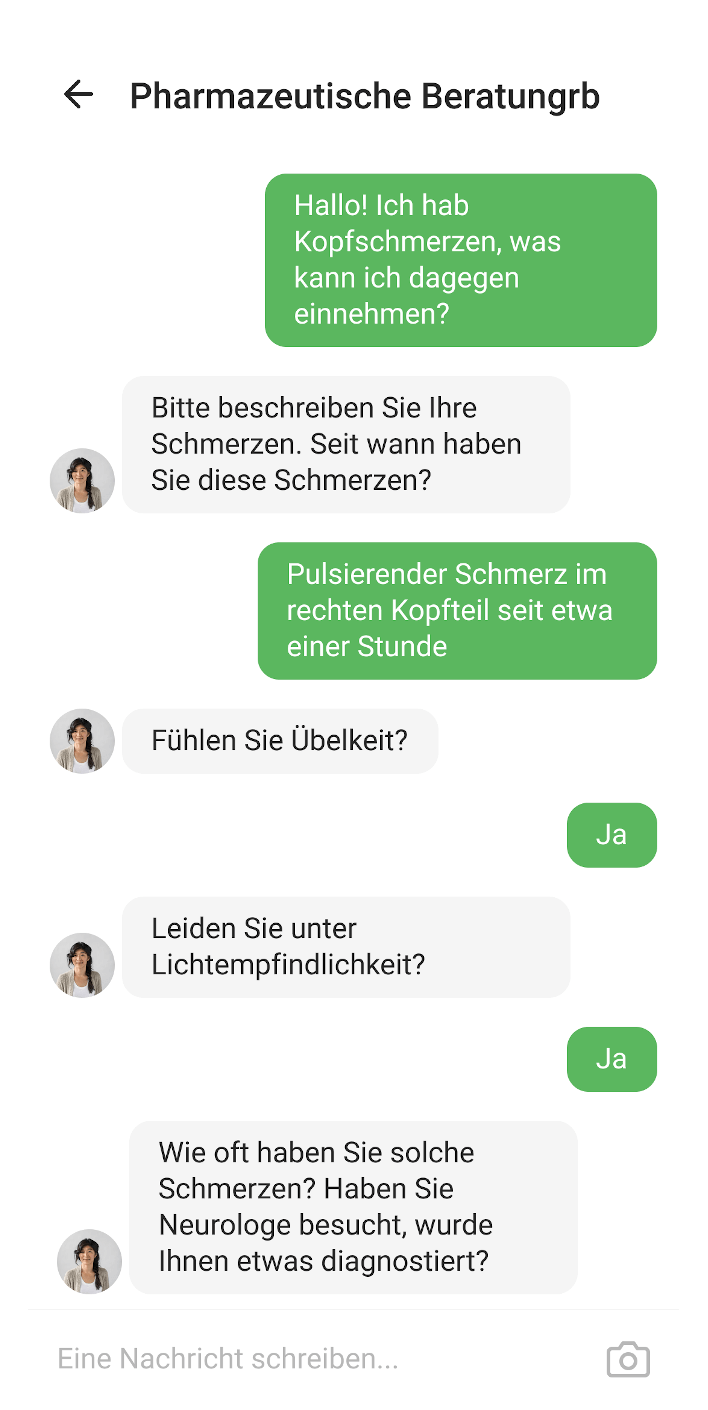 Pharmazeutische Beratungrb
Hallo! Ich hab
Kopfschmerzen, was
kann ich dagegen
einnehmen?
Bitte beschreiben Sie Ihre
Schmerzen. Seit wann haben
Sie diese Schmerzen?
Pulsierender Schmerz im
rechten Kopfteil seit etwa
einer Stunde
Fühlen Sie Übelkeit?
Ja
Leiden Sie unter
Lichtempfindlichkeit?
Ja
Wie oft haben Sie solche
Schmerzen? Haben Sie
Neurologe besucht, wurde
Ihnen etwas diagnostiert?
Eine Nachricht schreiben...